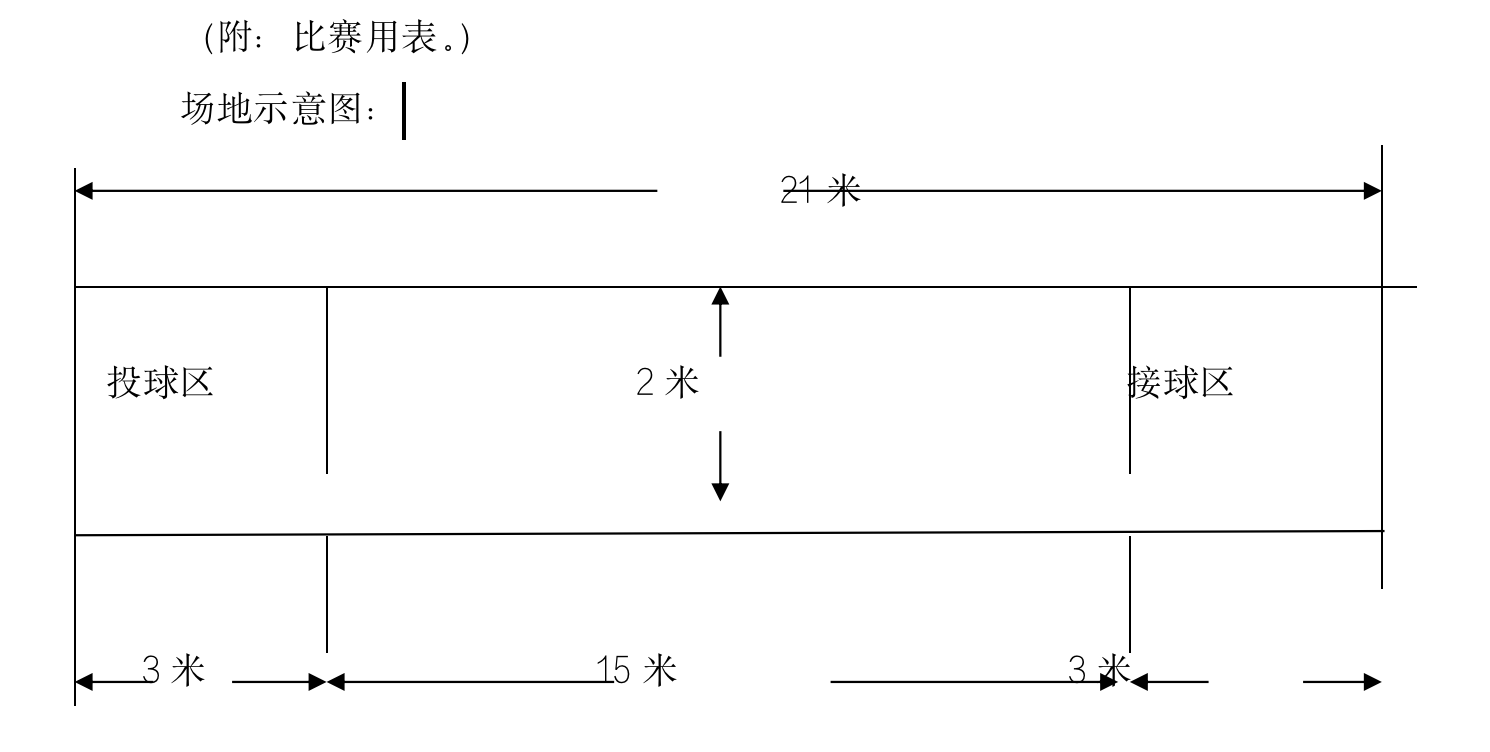 （附：比赛用表。）
场地示意图：
21 米
投球区
2 米
接球区
3 米
15 米
3 米